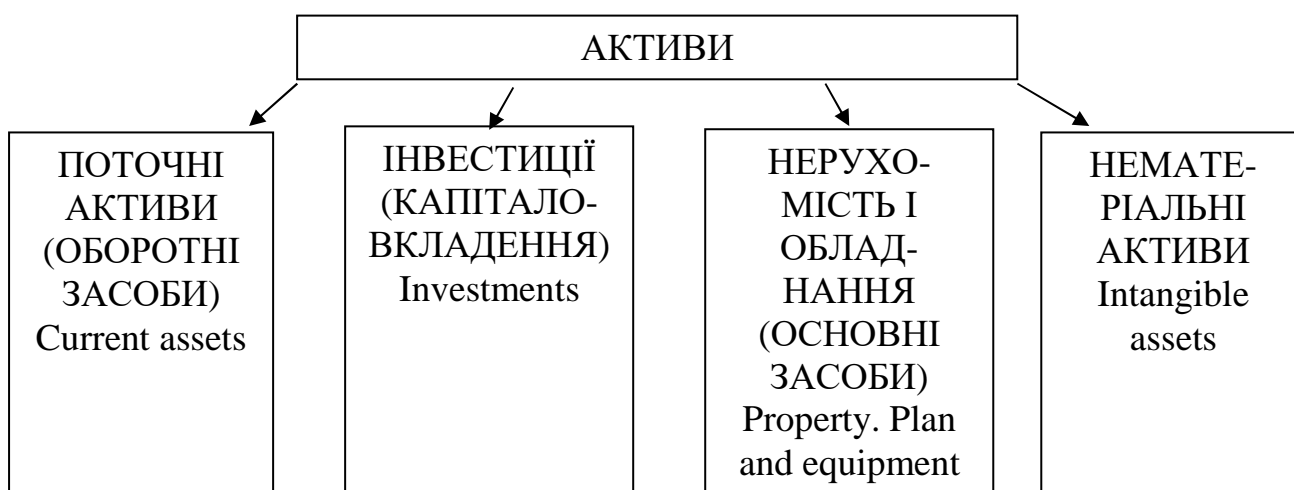 АКТИВИ
ПОТОЧНІ
АКТИВИ
(ОБОРОТНІ
ЗАСОБИ)
Current assets
ІНВЕСТИЦІЇ
(КАПІТАЛО-
ВКЛАДЕННЯ)
Investments
НЕРУХО-
МІСТЬ І
ОБЛАД-
НАННЯ
(ОСНОВНІ
ЗАСОБИ)
Property. Plan
and equipment
НЕМАТЕ-
РІАЛЬНІ
АКТИВИ
Intangible
assets